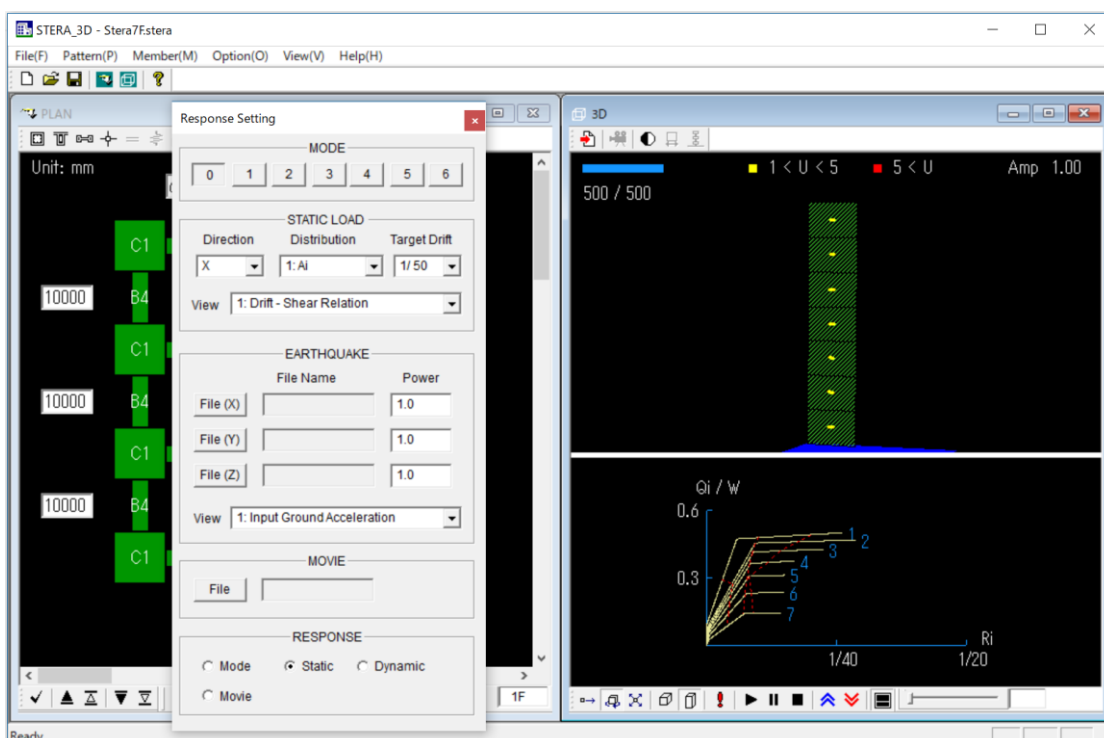 STERA_3D - Stera7F.stera
File(F) Pattern(P) Member(M) Option(O) View(V) Help(H)
PLAN
Unit: mm
C1
10000 B4
C1
10000 B4
C1
10000 B4
C1
1F
Response Setting
MODE
0 1 2 3 4 5 6
STATIC LOAD
Direction Distribution Target Drift
X 1: Ai 1/ 50
View 1: Drift - Shear Relation
EARTHQUAKE
File Name Power
File (X) 1.0
File (Y) 1.0
File (Z) 1.0
View 1: Input Ground Acceleration
MOVIE
File
RESPONSE
Mode Static Dynamic
Movie
3D
1 < U < 5 5 < U Amp 1.00
500 / 500
Qi / W
0.6
0.3
1
2
3
4
5
6
7
Ri
1/40 1/20
Ready